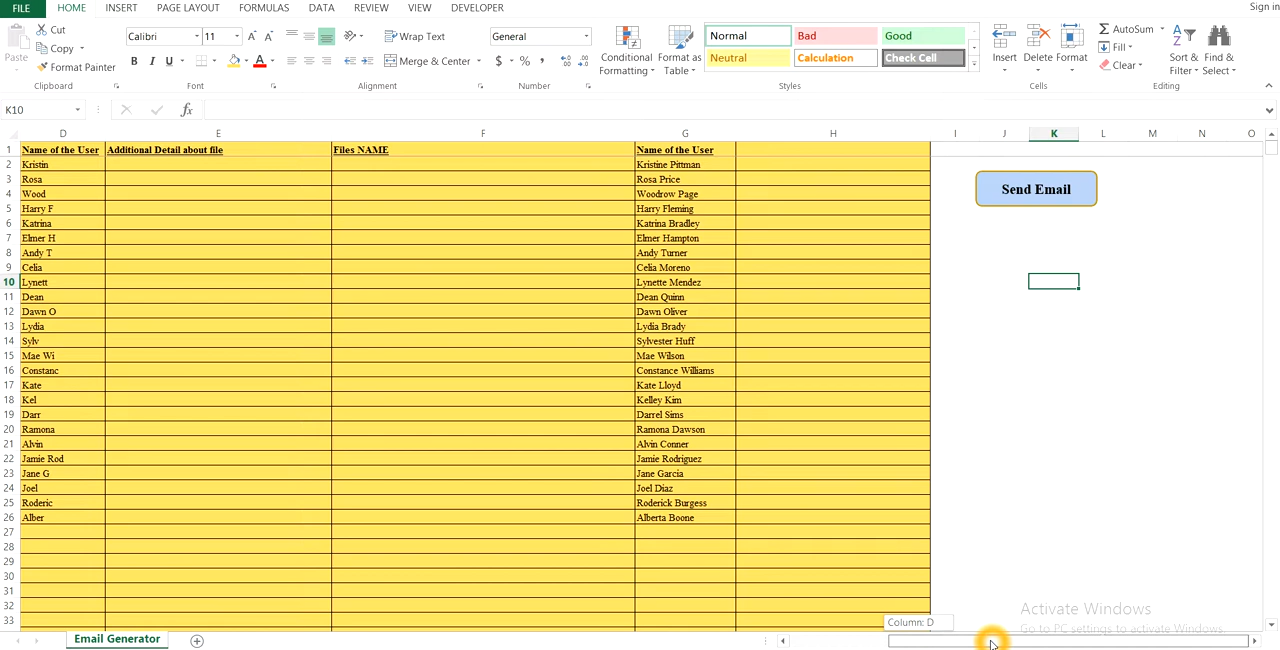 FILE HOME INSERT PAGE LAYOUT FORMULAS DATA REVIEW VIEW DEVELOPER Sign in
Paste Cut Copy Format Painter Clipboard
Calibri 11 B I U Font
Wrap Text Merge & Center Alignment
General $ % , Number
Conditional Formatting Format as Table
Normal Bad Good
Neutral Calculation Check Cell
Styles
Insert Delete Format Cells
AutoSum Fill Clear Sort & Filter Find & Select Editing
K10 fx
D E F G H I J K L M N O
1 Name of the User Additional Detail about file Files NAME Name of the User
2 Kristin Kristine Pittman
3 Rosa Rosa Price
4 Wood Woodrow Page
5 Harry F Harry Fleming
6 Katrina Katrina Bradley
7 Elmer H Elmer Hampton
8 Andy T Andy Turner
9 Celia Celia Moreno
10 Lynett Lynette Mendez
11 Dean Dean Quinn
12 Dawn O Dawn Oliver
13 Lydia Lydia Brady
14 Sylv Sylvester Huff
15 Mae Wi Mae Wilson
16 Constanc Constance Williams
17 Kate Kate Lloyd
18 Kel Kelley Kim
19 Darr Darrel Sims
20 Ramona Ramona Dawson
21 Alvin Alvin Conner
22 Jamie Rod Jamie Rodriguez
23 Jane G Jane Garcia
24 Joel Joel Diaz
25 Roderic Roderick Burgess
26 Alber Alberta Boone
27
28
29
30
31
32
33
Send Email
Activate Windows
Go to PC settings to activate Windows.
Column: D
Email Generator